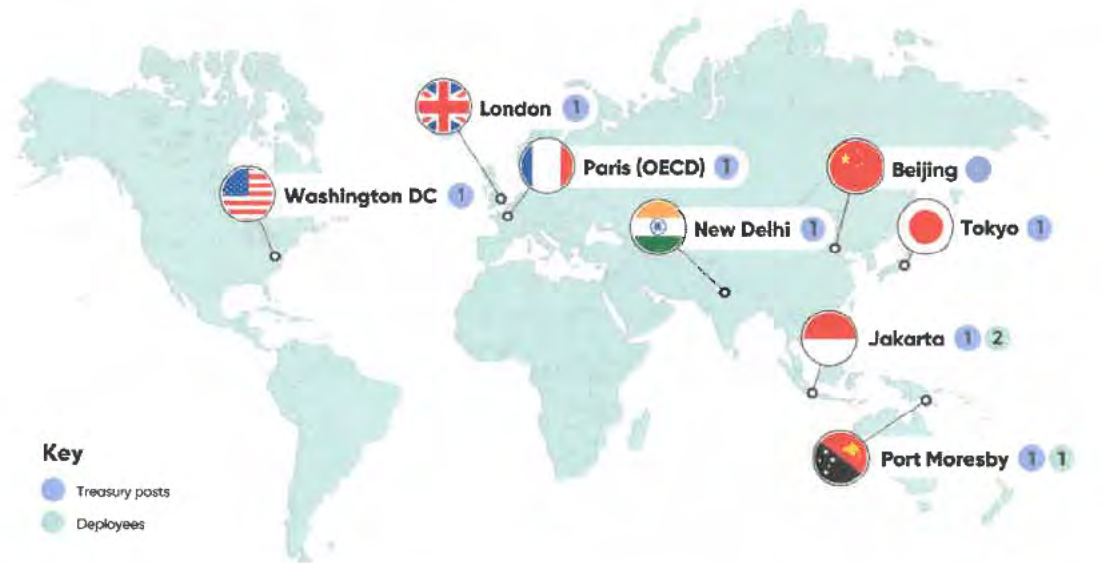 London 1
Paris (OECD) 1
Beijing
Washington DC 1
New Delhi 1
Tokyo 1
Jakarta 1 2
Port Moresby 1 1
Key
Treasury posts
Deployees